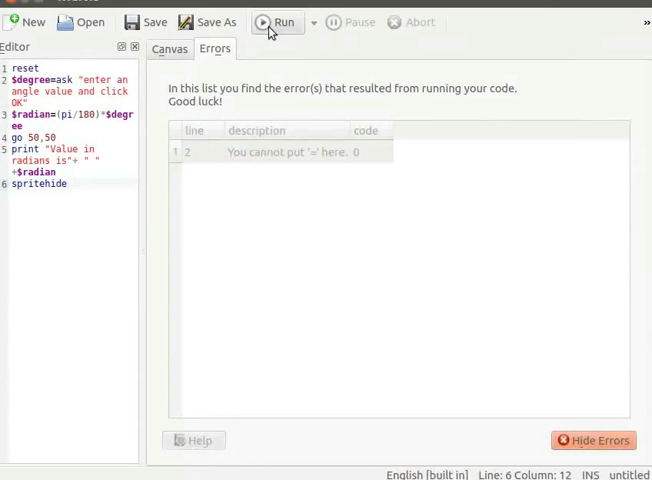 New Open Save Save As Run Pause Abort »
Editor
Canvas Errors
1 reset
2 $degree=ask "enter an
angle value and click
OK"
3 $radian=(pi/180)*$degr
ee
4 go 50,50
5 print "Value in
radians is"+ " "
+$radian
6 spritehide
In this list you find the error(s) that resulted from running your code.
Good luck!
line description code
1 2 You cannot put '=' here. 0
Help Hide Errors
English [built in] Line: 6 Column: 12 INS untitled